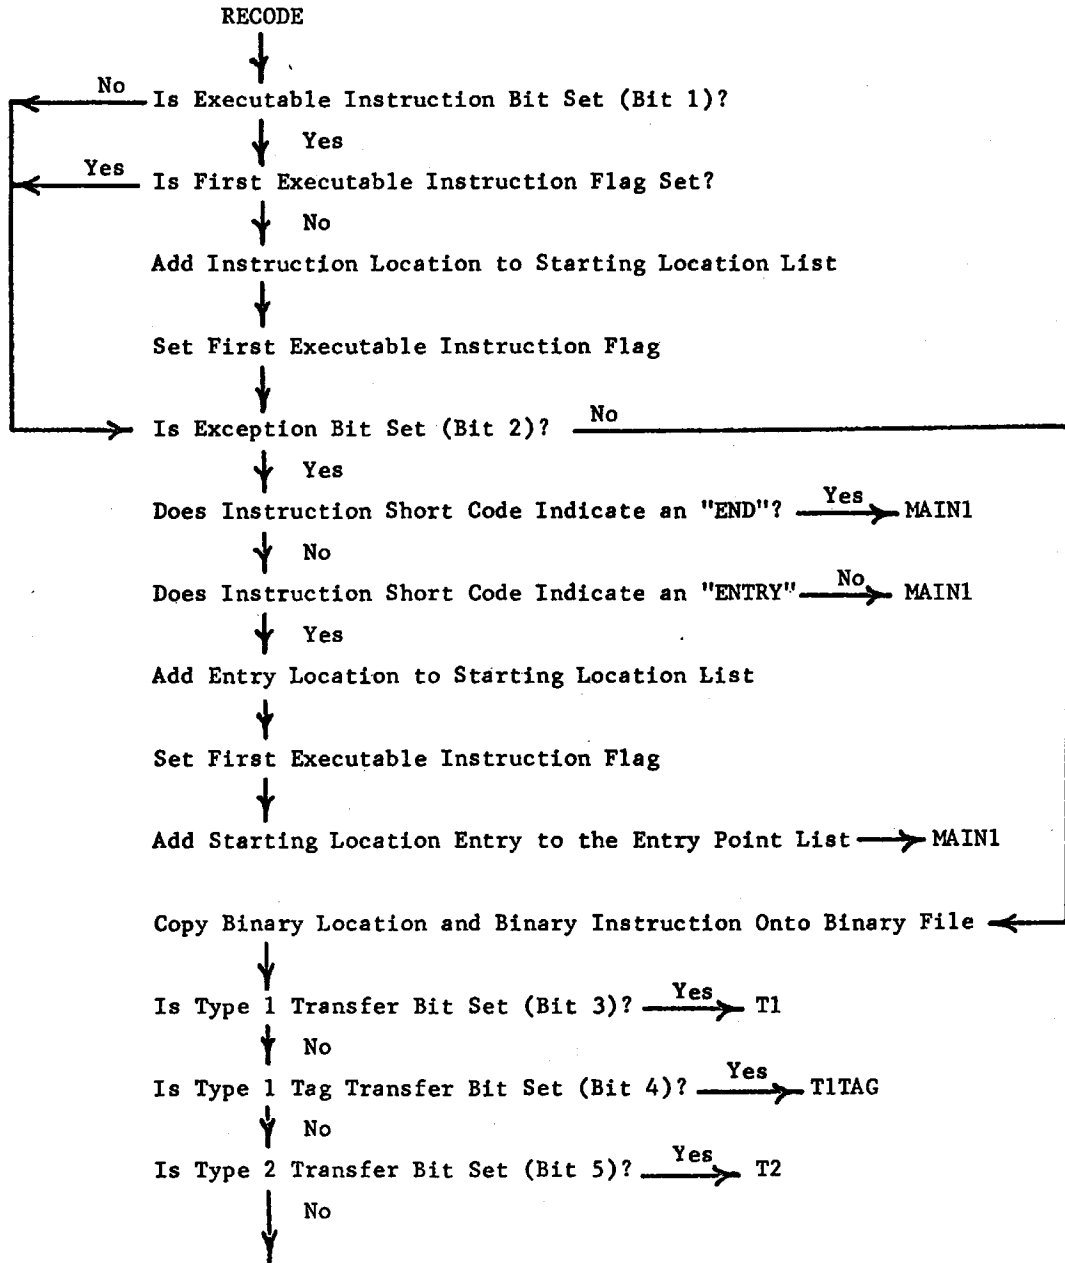 RECODE
No
Is Executable Instruction Bit Set (Bit 1)?
Yes
Yes
Is First Executable Instruction Flag Set?
No
Add Instruction Location to Starting Location List
Set First Executable Instruction Flag
Is Exception Bit Set (Bit 2)? No
Yes
Does Instruction Short Code Indicate an "END"? Yes MAIN1
No
Does Instruction Short Code Indicate an "ENTRY" No MAIN1
Yes
Add Entry Location to Starting Location List
Set First Executable Instruction Flag
Add Starting Location Entry to the Entry Point List MAIN1
Copy Binary Location and Binary Instruction Onto Binary File
Is Type 1 Transfer Bit Set (Bit 3)? Yes T1
No
Is Type 1 Tag Transfer Bit Set (Bit 4)? Yes T1TAG
No
Is Type 2 Transfer Bit Set (Bit 5)? Yes T2
No